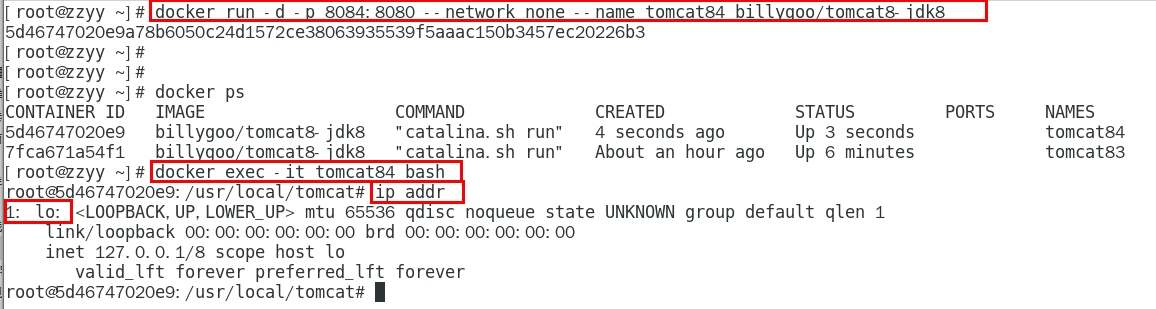 [root@zzyy ~]# docker run -d -p 8084:8080 --network none --name tomcat84 billygoo/tomcat8-jdk8
5d46747020e9a78b6050c24d1572ce38063935539f5aaac150b3457ec20226b3
[root@zzyy ~]#
[root@zzyy ~]#
[root@zzyy ~]# docker ps
CONTAINER ID   IMAGE                   COMMAND             CREATED             STATUS         PORTS     NAMES
5d46747020e9   billygoo/tomcat8-jdk8   "catalina.sh run"   4 seconds ago       Up 3 seconds             tomcat84
7fca671a54f1   billygoo/tomcat8-jdk8   "catalina.sh run"   About an hour ago   Up 6 minutes             tomcat83
[root@zzyy ~]# docker exec -it tomcat84 bash
root@5d46747020e9:/usr/local/tomcat# ip addr
1: lo: <LOOPBACK,UP,LOWER_UP> mtu 65536 qdisc noqueue state UNKNOWN group default qlen 1
    link/loopback 00:00:00:00:00:00 brd 00:00:00:00:00:00
    inet 127.0.0.1/8 scope host lo
       valid_lft forever preferred_lft forever
root@5d46747020e9:/usr/local/tomcat#